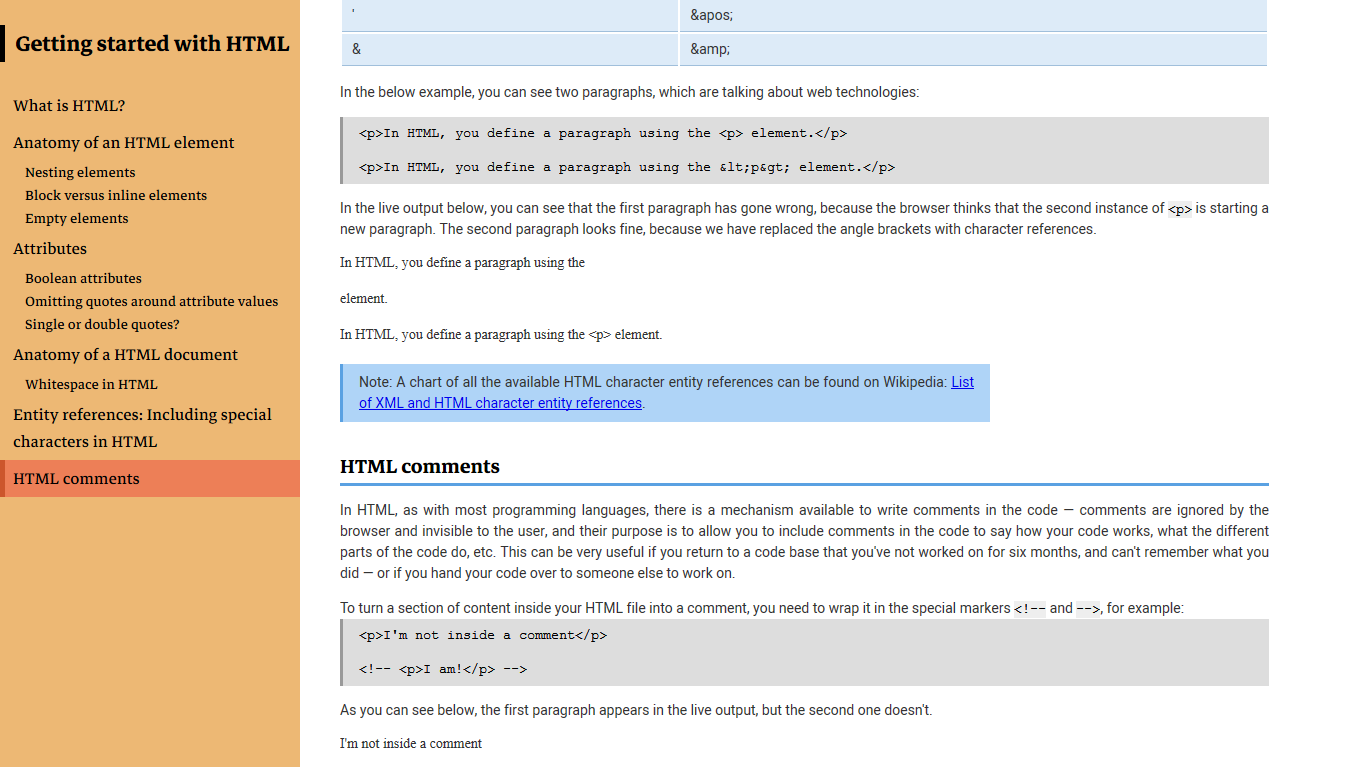 Getting started with HTML
What is HTML?
Anatomy of an HTML element
Nesting elements
Block versus inline elements
Empty elements
Attributes
Boolean attributes
Omitting quotes around attribute values
Single or double quotes?
Anatomy of a HTML document
Whitespace in HTML
Entity references: Including special
characters in HTML
HTML comments
' &apos;
& &amp;
In the below example, you can see two paragraphs, which are talking about web technologies:
<p>In HTML, you define a paragraph using the <p> element.</p>
<p>In HTML, you define a paragraph using the &lt;p&gt; element.</p>
In the live output below, you can see that the first paragraph has gone wrong, because the browser thinks that the second instance of <p> is starting a
new paragraph. The second paragraph looks fine, because we have replaced the angle brackets with character references.
In HTML, you define a paragraph using the
element.
In HTML, you define a paragraph using the <p> element.
Note: A chart of all the available HTML character entity references can be found on Wikipedia: List
of XML and HTML character entity references.
HTML comments
In HTML, as with most programming languages, there is a mechanism available to write comments in the code — comments are ignored by the
browser and invisible to the user, and their purpose is to allow you to include comments in the code to say how your code works, what the different
parts of the code do, etc. This can be very useful if you return to a code base that you've not worked on for six months, and can't remember what you
did — or if you hand your code over to someone else to work on.
To turn a section of content inside your HTML file into a comment, you need to wrap it in the special markers <!-- and -->, for example:
<p>I'm not inside a comment</p>
<!-- <p>I am!</p> -->
As you can see below, the first paragraph appears in the live output, but the second one doesn't.
I'm not inside a comment